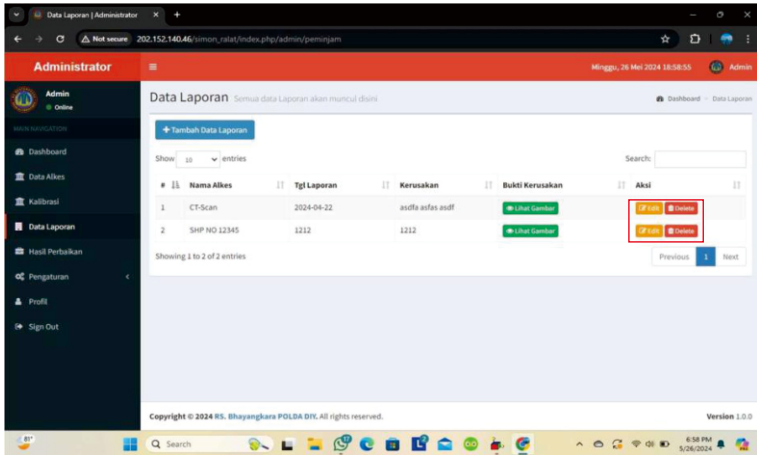 Data Laporan | Administrator
Not secure 202.152.140.46/simon_ralat/index.php/admin/peminjam
Administrator
Minggu, 26 Mei 2024 18:58:55 Admin
Admin
Online
MAIN NAVIGATION
Dashboard
Data Alkes
Kalibrasi
Data Laporan
Hasil Perbaikan
Pengaturan
Profil
Sign Out
Data Laporan Semua data Laporan akan muncul disini
Dashboard Data Laporan
+Tambah Data Laporan
Show 10 entries
Search:
# Nama Alkes Tgl Laporan Kerusakan Bukti Kerusakan Aksi
1 CT-Scan 2024-04-22 asdfa asfas asdf Lihat Gambar Edit Delete
2 SHP NO 12345 1212 1212 Lihat Gambar Edit Delete
Showing 1 to 2 of 2 entries
Previous 1 Next
Copyright © 2024 RS. Bhayangkara POLDA DIY. All rights reserved.
Version 1.0.0
81°
Search
6:58 PM
5/26/2024